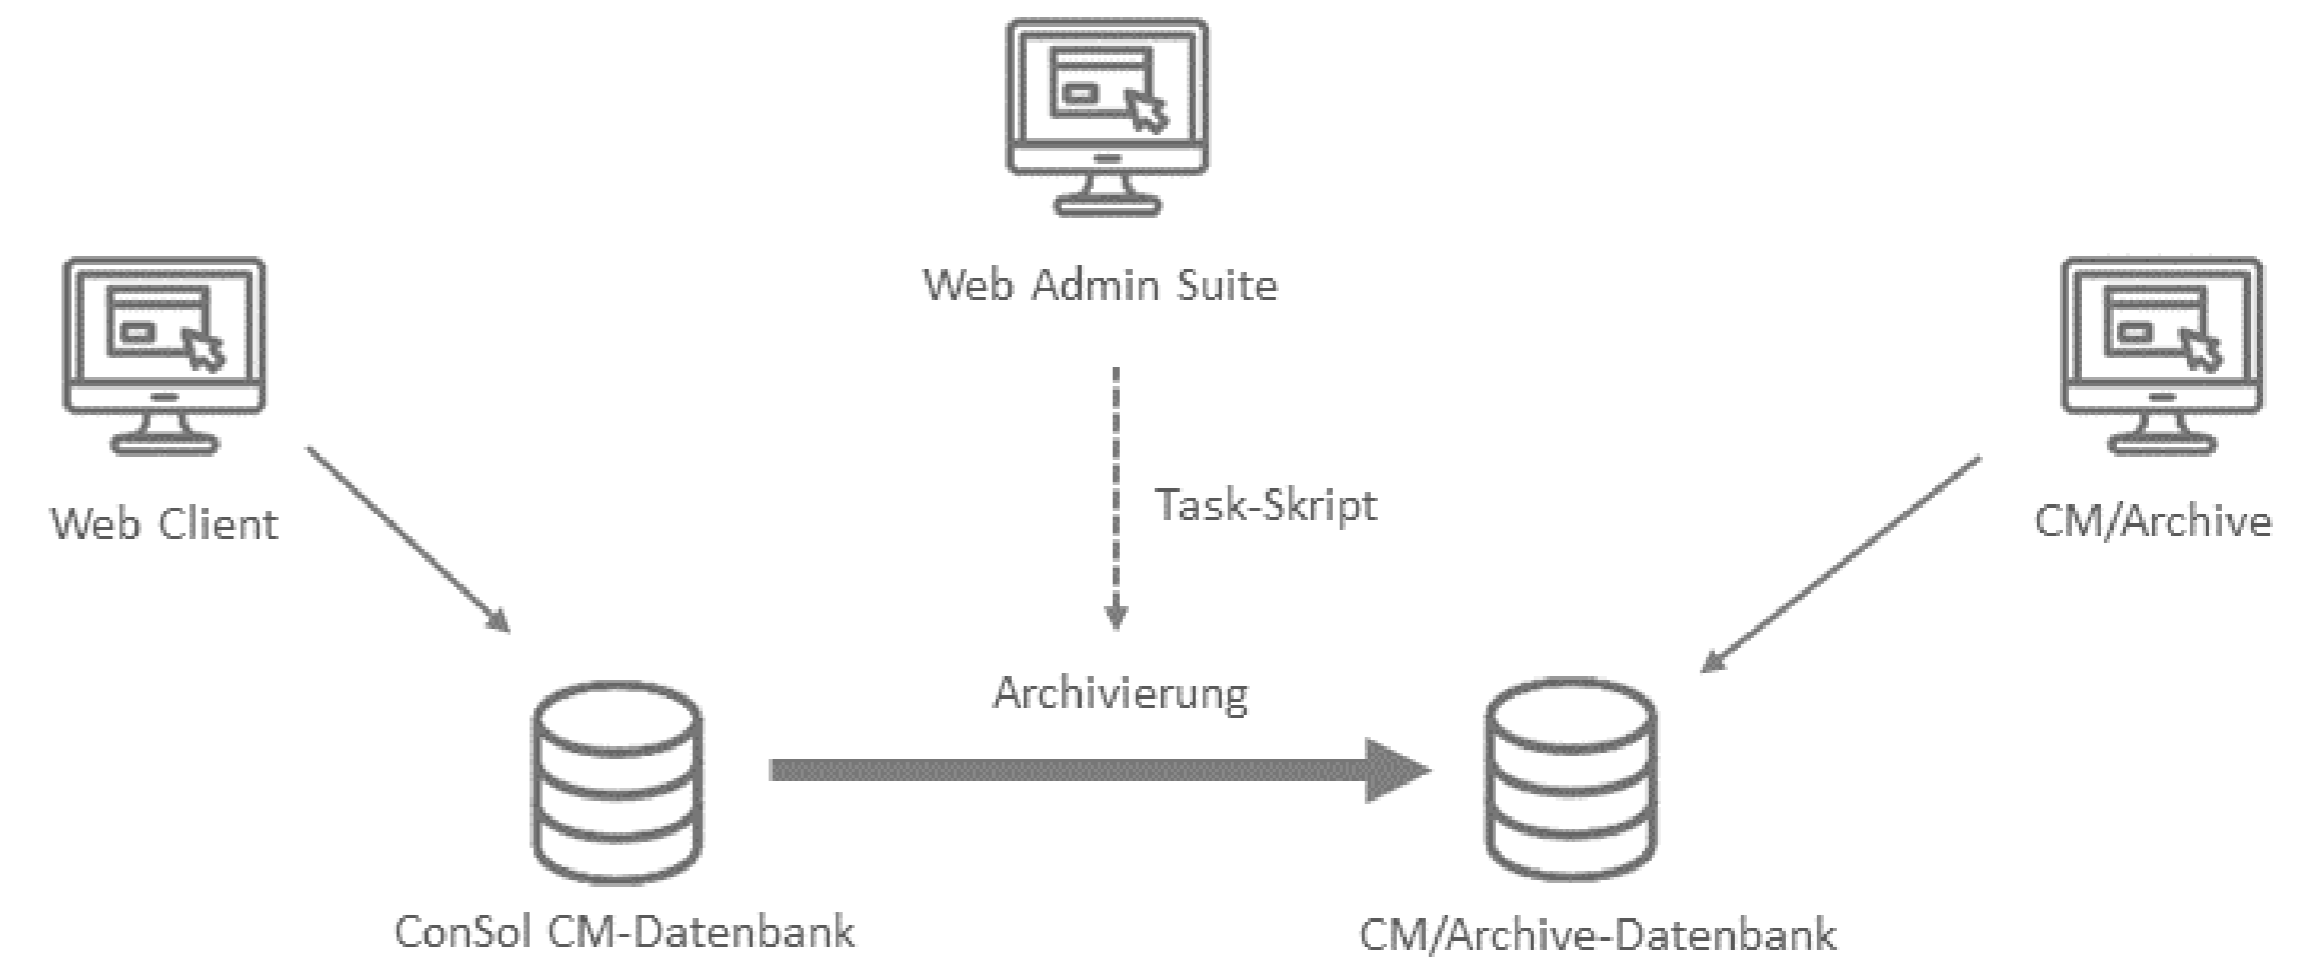 Web Admin Suite
Web Client
Task-Skript
CM/Archive
Archivierung
ConSol CM-Datenbank
CM/Archive-Datenbank